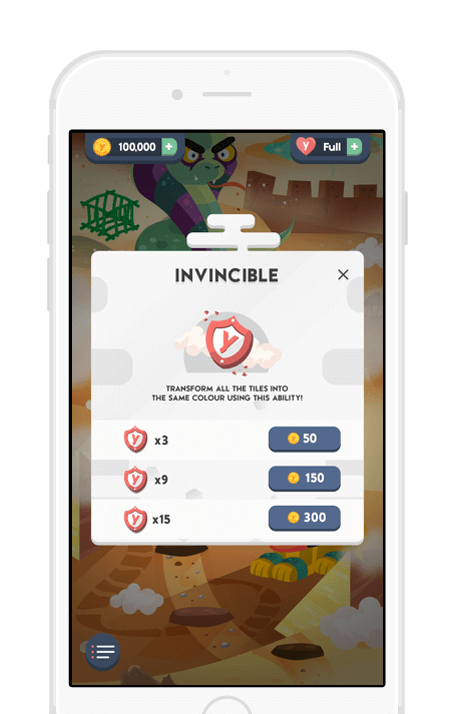 100,000 +
Y Full +
INVINCIBLE
Y
TRANSFORM ALL THE TILES INTO
THE SAME COLOUR USING THIS ABILITY!
Y x3 50
Y x9 150
Y x15 300